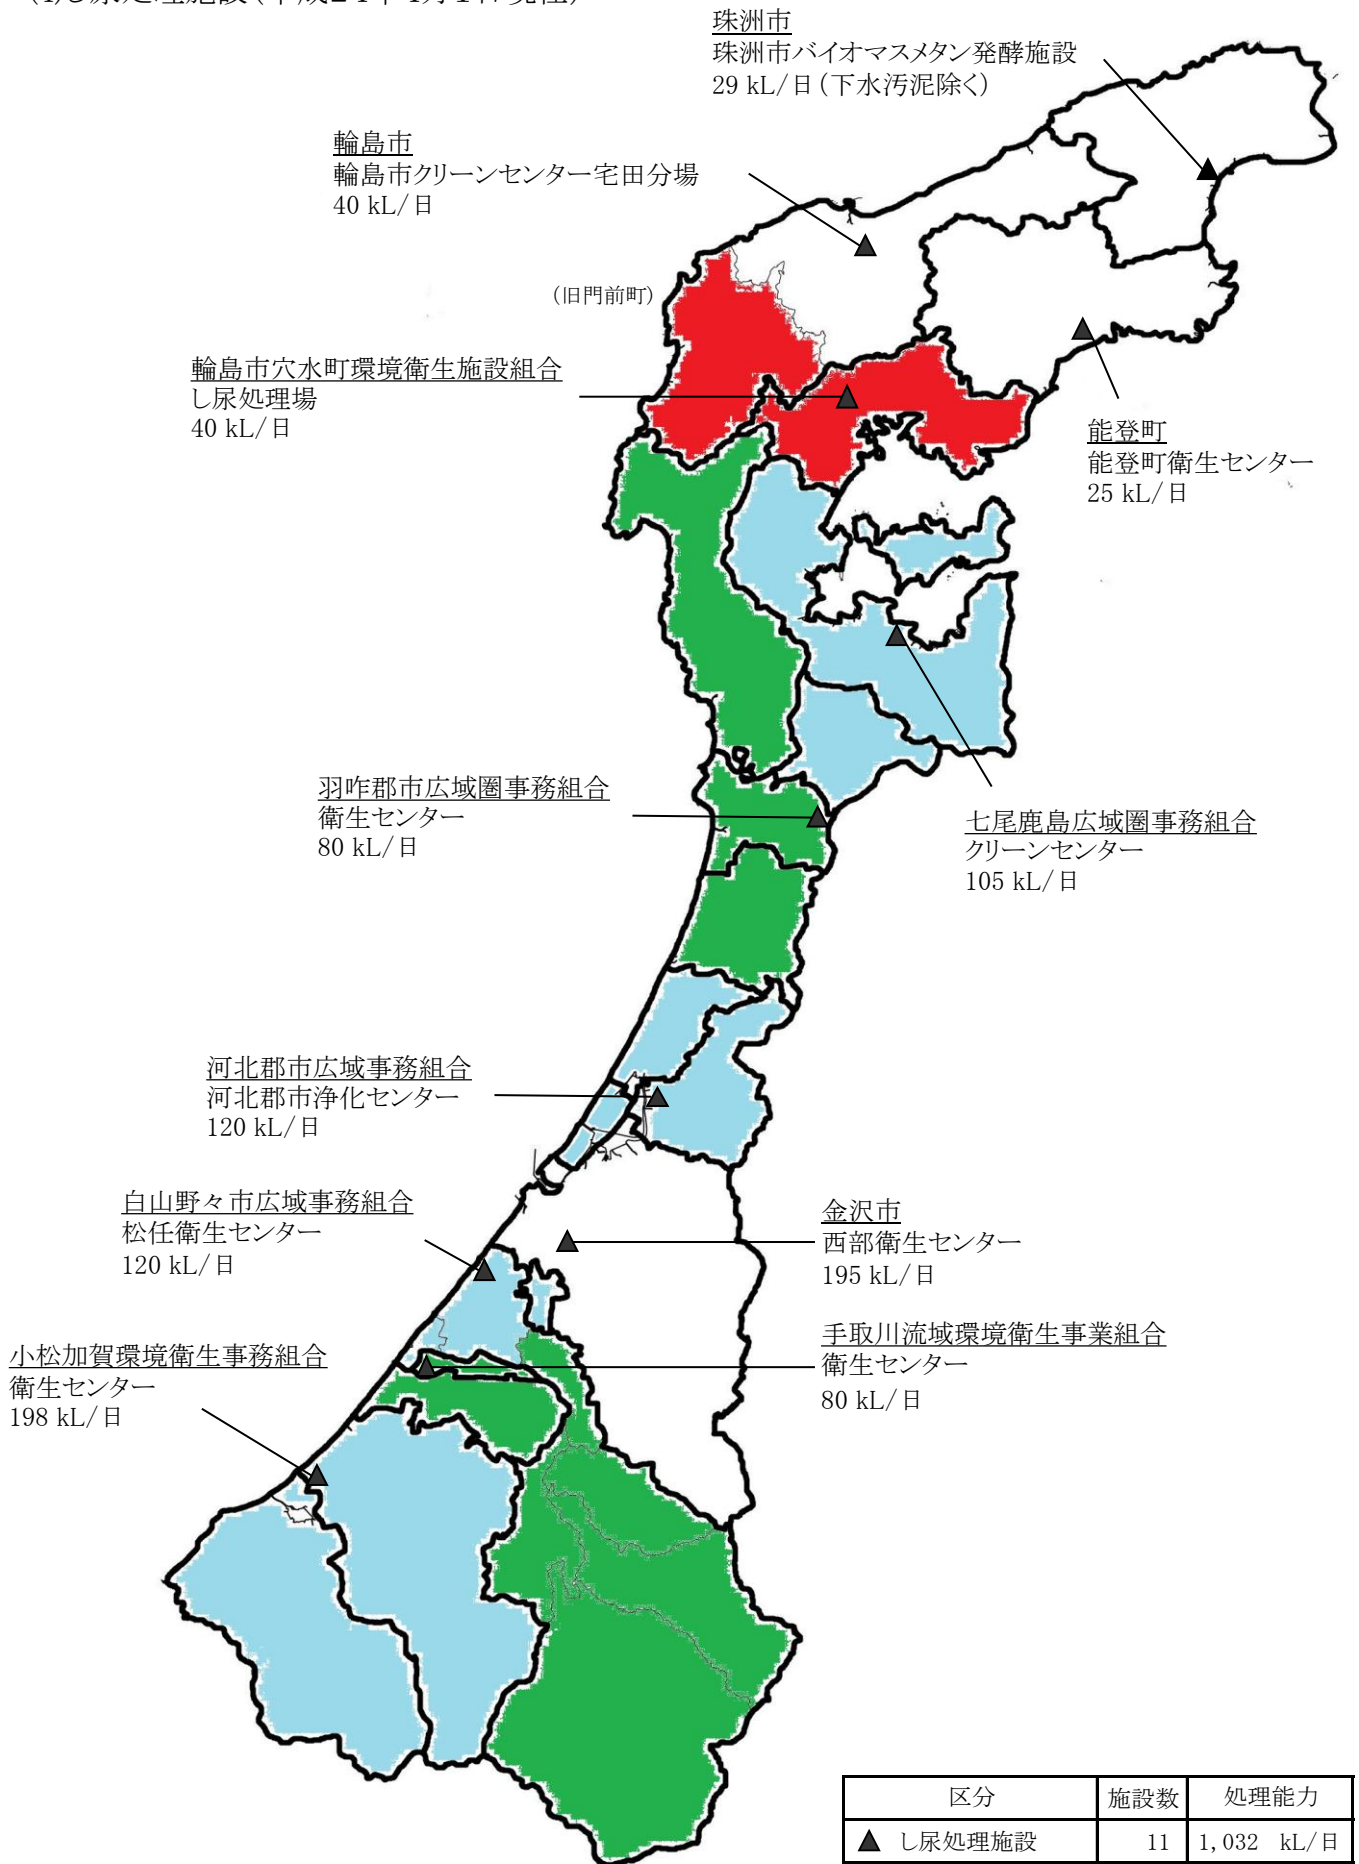 珠洲市
珠洲市バイオマスメタン発酵施設
29 kL/日(下水汚泥除く)
輪島市
輪島市クリーンセンター宅田分場
40 kL/日
(旧門前町)
輪島市穴水町環境衛生施設組合
し尿処理場
40 kL/日
能登町
能登町衛生センター
25 kL/日
羽咋郡市広域圏事務組合
衛生センター
80 kL/日
七尾鹿島広域圏事務組合
クリーンセンター
105 kL/日
河北郡市広域事務組合
河北郡市浄化センター
120 kL/日
白山野々市広域事務組合
松任衛生センター
120 kL/日
金沢市
西部衛生センター
195 kL/日
手取川流域環境衛生事業組合
衛生センター
80 kL/日
小松加賀環境衛生事務組合
衛生センター
198 kL/日
区分 施設数 処理能力
▲ し尿処理施設 11 1,032 kL/日